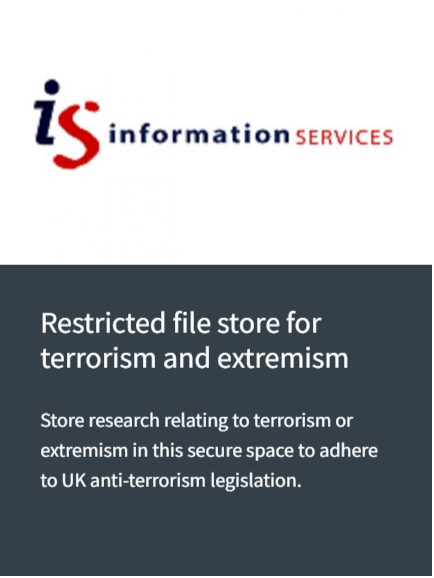 is information SERVICES
Restricted file store for
terrorism and extremism
Store research relating to terrorism or
extremism in this secure space to adhere
to UK anti-terrorism legislation.